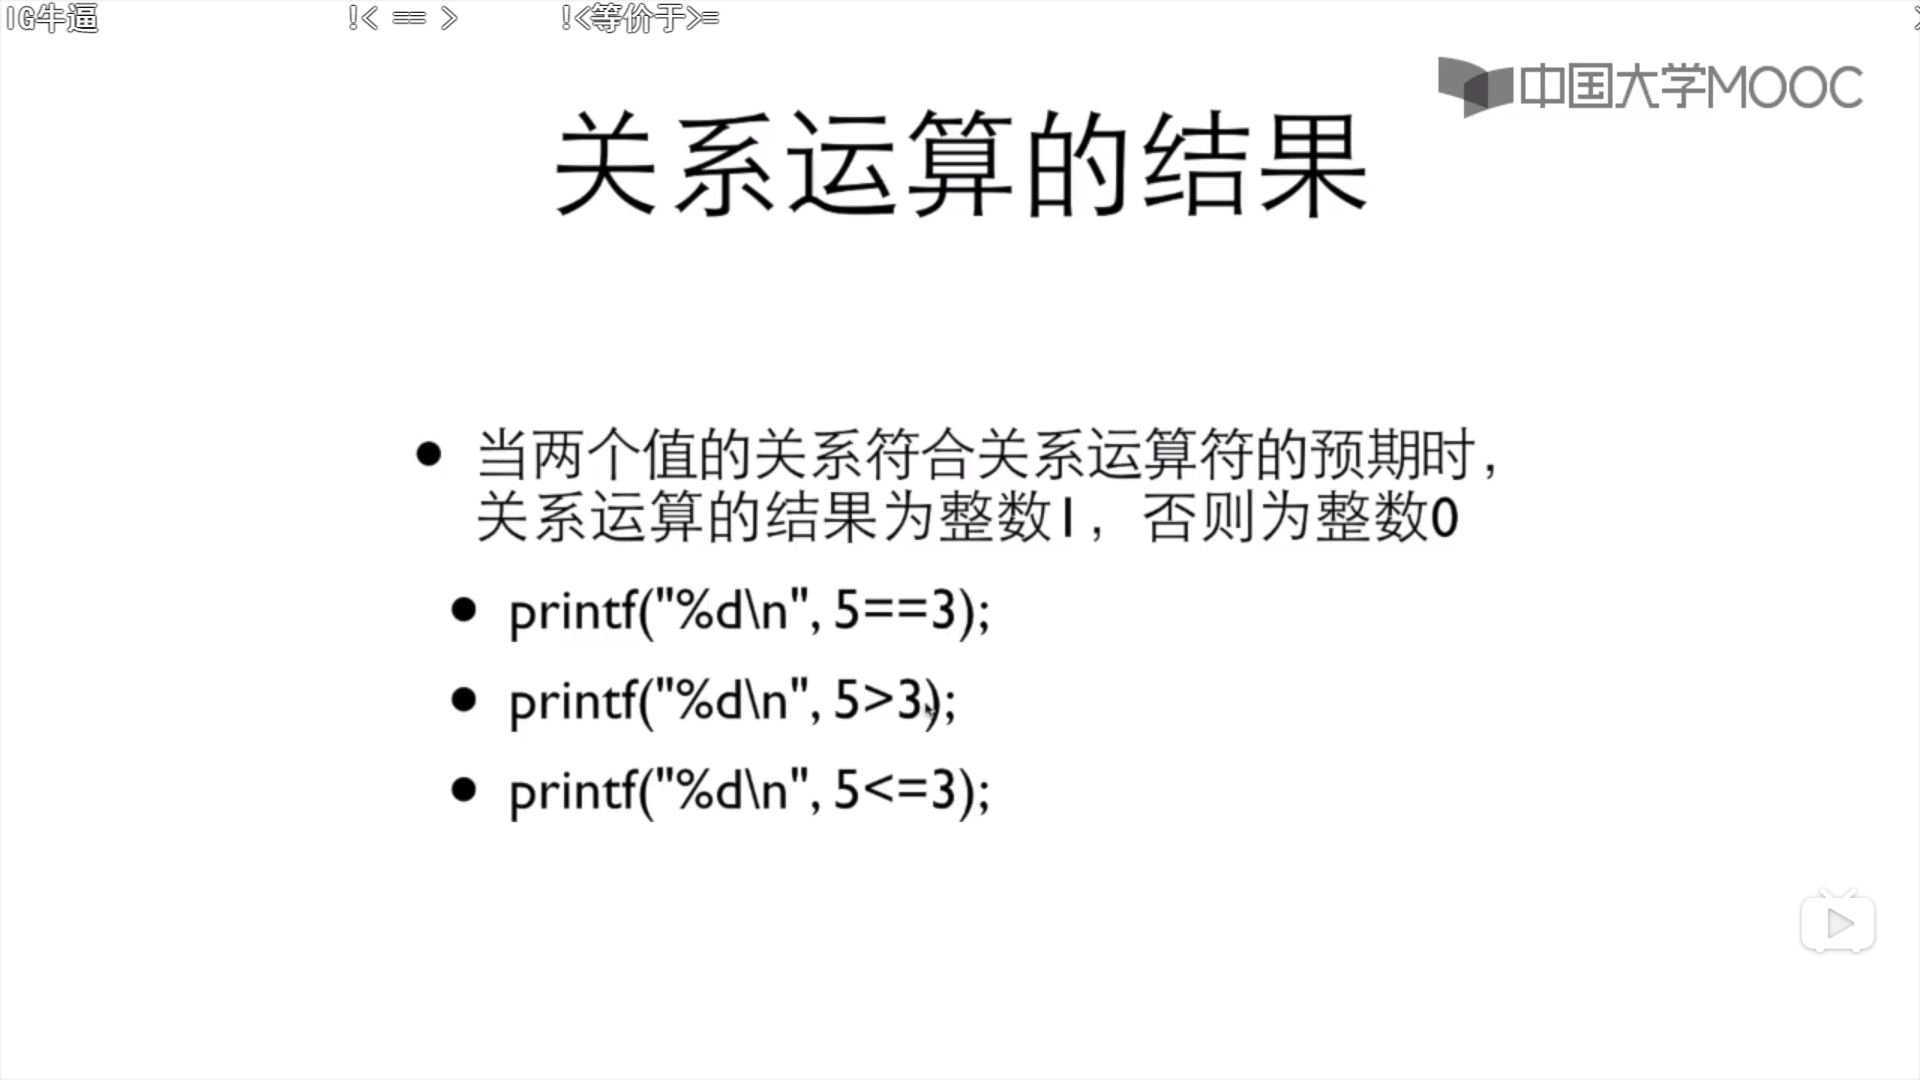 IG牛逼 !< == > !<等价于>=
中国大学MOOC
关系运算的结果
当两个值的关系符合关系运算符的预期时，
关系运算的结果为整数1，否则为整数0
printf("%d\n", 5==3);
printf("%d\n", 5>3);
printf("%d\n", 5<=3);